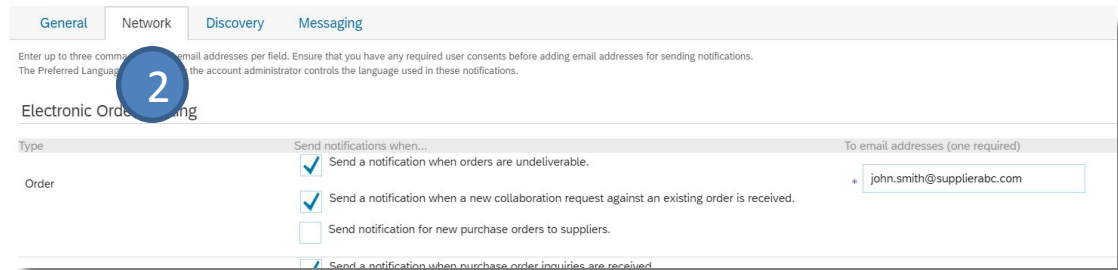 General Network Discovery Messaging
Enter up to three comma email addresses per field. Ensure that you have any required user consents before adding email addresses for sending notifications.
The Preferred the account administrator controls the language used in these notifications.
2
Electronic
Type Send notifications when... To email addresses (one required)
Send a notification when orders are undeliverable.
Order * john.smith@supplierabc.com
Send a notification when a new collaboration request against an existing order is received.
Send notification for new purchase orders to suppliers.
Send a notification when purchase order inquiries are received.